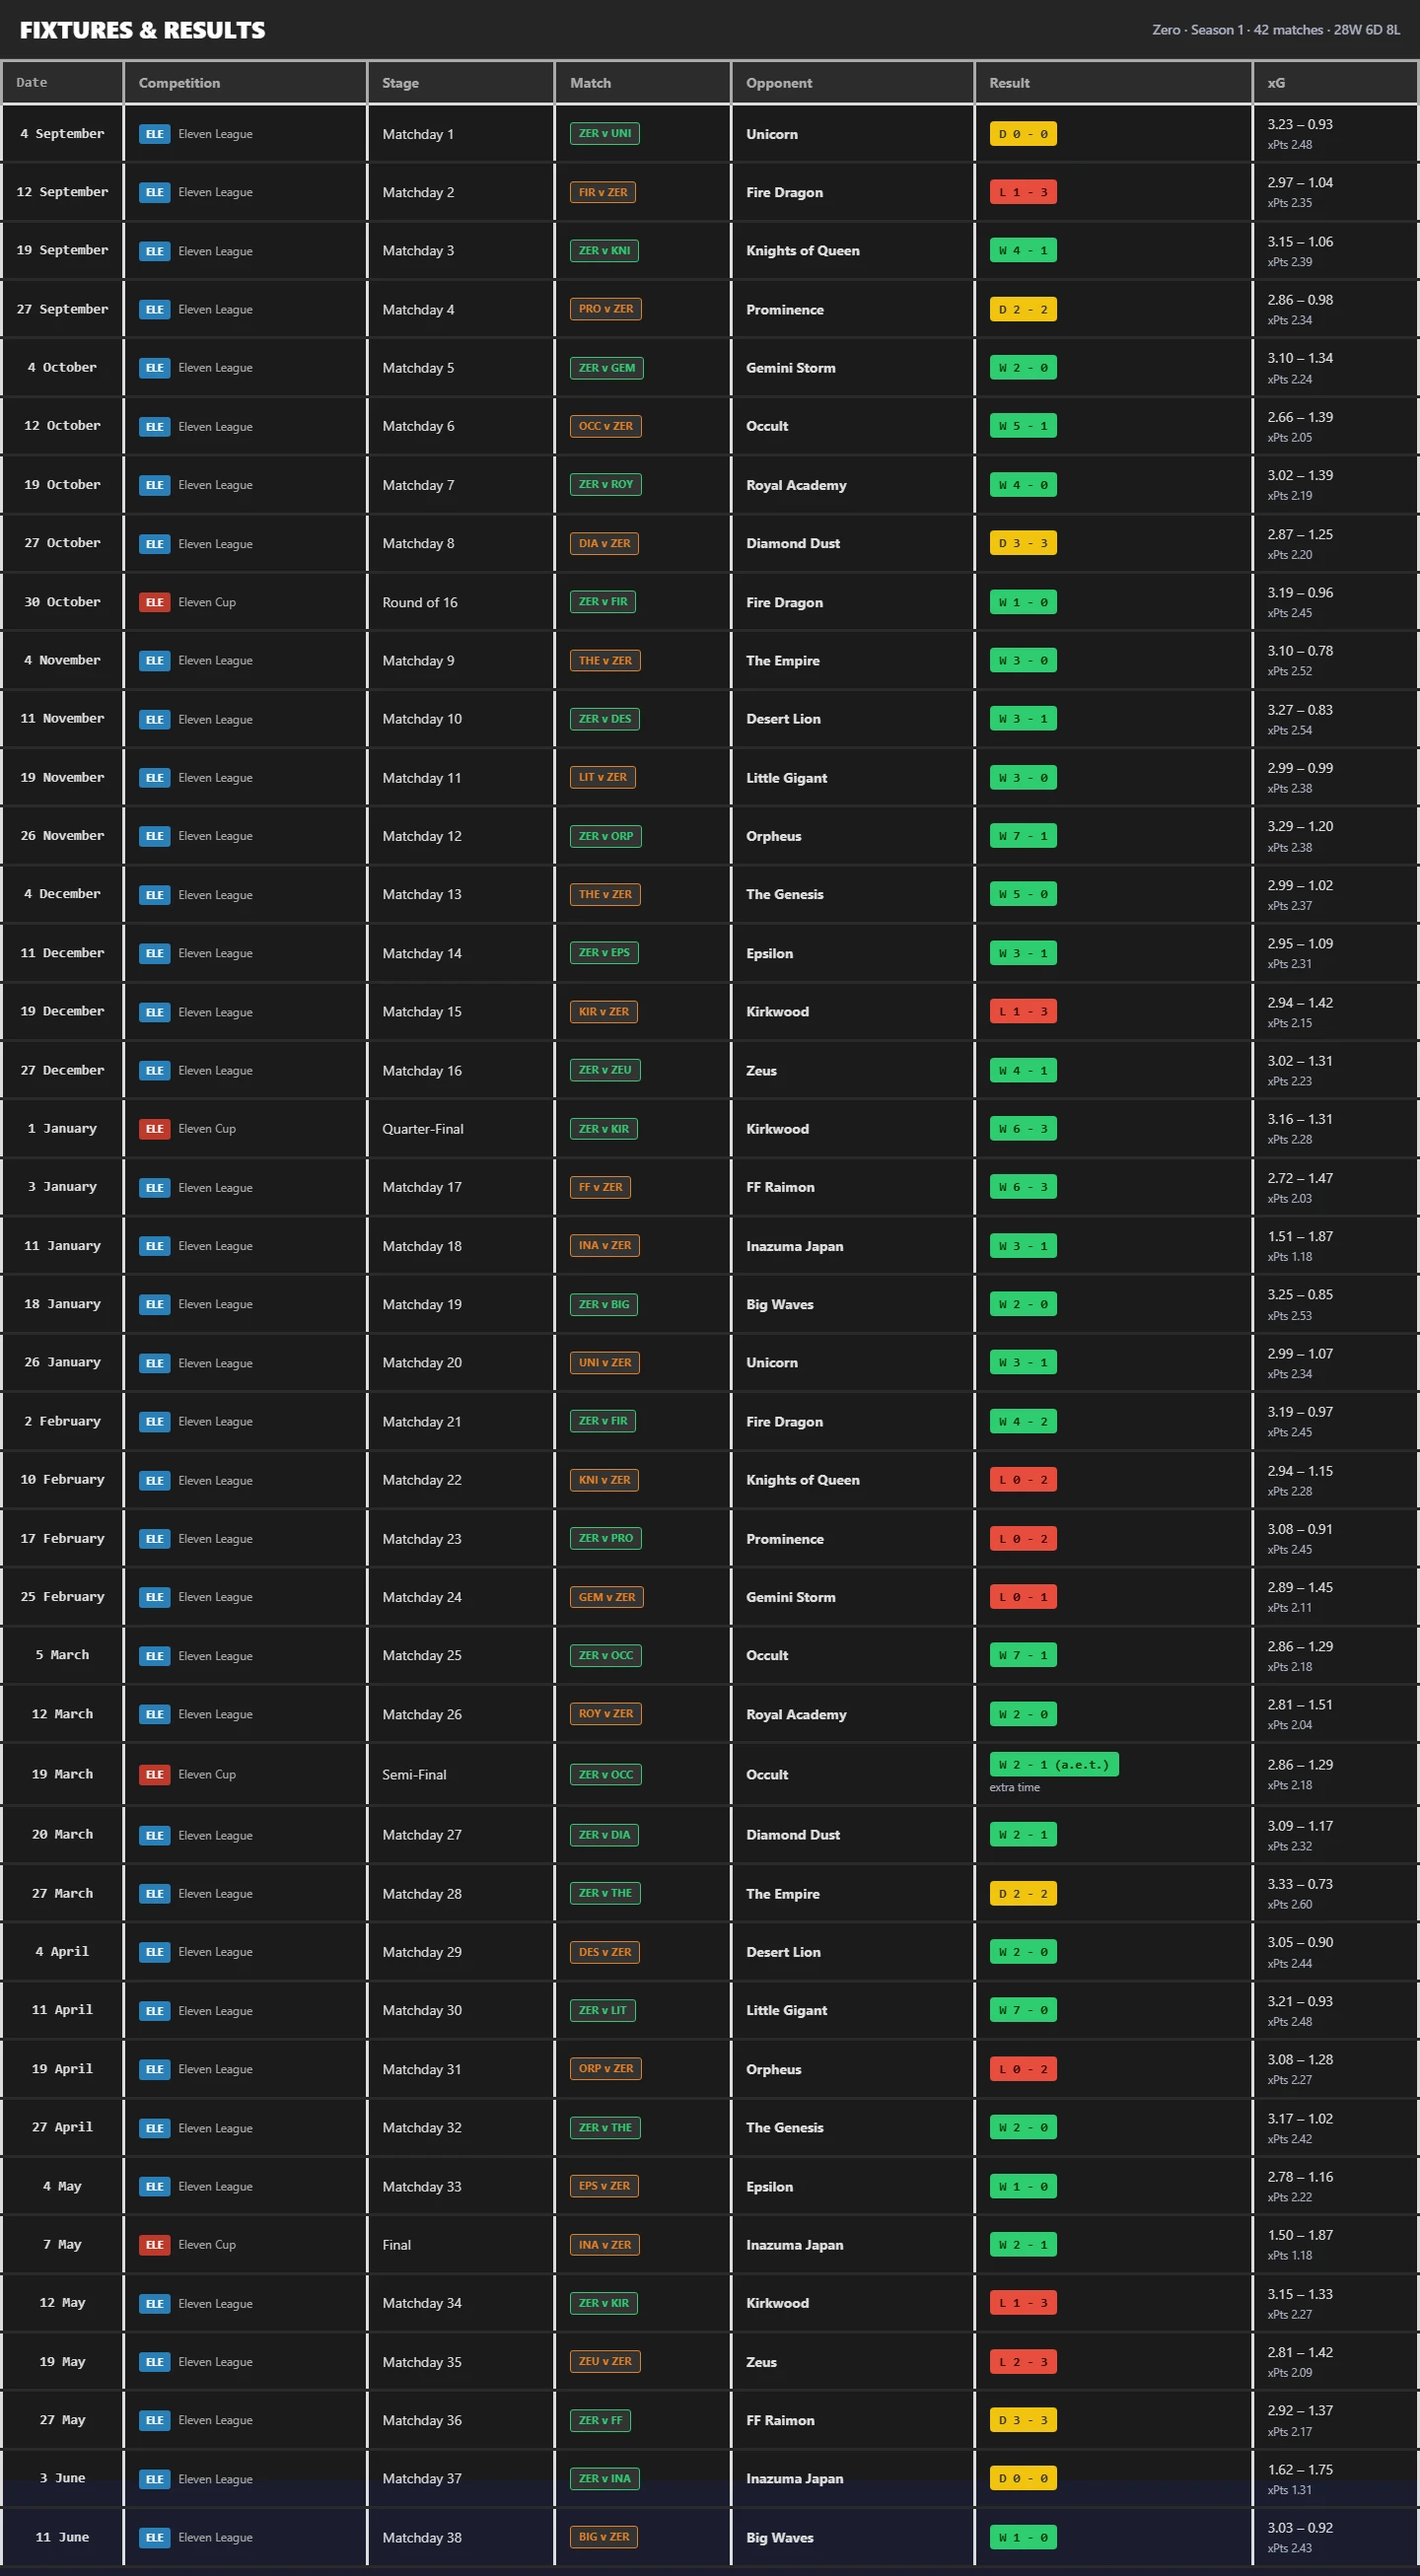 FIXTURES & RESULTS
Zero · Season 1 · 42 matches · 28W 6D 8L
Date Competition Stage Match Opponent Result xG
4 September ELE Eleven League Matchday 1 ZER v UNI Unicorn D 0 - 0 3.23 – 0.93
xPts 2.48
12 September ELE Eleven League Matchday 2 FIR v ZER Fire Dragon L 1 - 3 2.97 – 1.04
xPts 2.35
19 September ELE Eleven League Matchday 3 ZER v KNI Knights of Queen W 4 - 1 3.15 – 1.06
xPts 2.39
27 September ELE Eleven League Matchday 4 PRO v ZER Prominence D 2 - 2 2.86 – 0.98
xPts 2.34
4 October ELE Eleven League Matchday 5 ZER v GEM Gemini Storm W 2 - 0 3.10 – 1.34
xPts 2.24
12 October ELE Eleven League Matchday 6 OCC v ZER Occult W 5 - 1 2.66 – 1.39
xPts 2.05
19 October ELE Eleven League Matchday 7 ZER v ROY Royal Academy W 4 - 0 3.02 – 1.39
xPts 2.19
27 October ELE Eleven League Matchday 8 DIA v ZER Diamond Dust D 3 - 3 2.87 – 1.25
xPts 2.20
30 October ELE Eleven Cup Round of 16 ZER v FIR Fire Dragon W 1 - 0 3.19 – 0.96
xPts 2.45
4 November ELE Eleven League Matchday 9 THE v ZER The Empire W 3 - 0 3.10 – 0.78
xPts 2.52
11 November ELE Eleven League Matchday 10 ZER v DES Desert Lion W 3 - 1 3.27 – 0.83
xPts 2.54
19 November ELE Eleven League Matchday 11 LIT v ZER Little Gigant W 3 - 0 2.99 – 0.99
xPts 2.38
26 November ELE Eleven League Matchday 12 ZER v ORP Orpheus W 7 - 1 3.29 – 1.20
xPts 2.38
4 December ELE Eleven League Matchday 13 THE v ZER The Genesis W 5 - 0 2.99 – 1.02
xPts 2.37
11 December ELE Eleven League Matchday 14 ZER v EPS Epsilon W 3 - 1 2.95 – 1.09
xPts 2.31
19 December ELE Eleven League Matchday 15 KIR v ZER Kirkwood L 1 - 3 2.94 – 1.42
xPts 2.15
27 December ELE Eleven League Matchday 16 ZER v ZEU Zeus W 4 - 1 3.02 – 1.31
xPts 2.23
1 January ELE Eleven Cup Quarter-Final ZER v KIR Kirkwood W 6 - 3 3.16 – 1.31
xPts 2.28
3 January ELE Eleven League Matchday 17 FF v ZER FF Raimon W 6 - 3 2.72 – 1.47
xPts 2.03
11 January ELE Eleven League Matchday 18 INA v ZER Inazuma Japan W 3 - 1 1.51 – 1.87
xPts 1.18
18 January ELE Eleven League Matchday 19 ZER v BIG Big Waves W 2 - 0 3.25 – 0.85
xPts 2.53
26 January ELE Eleven League Matchday 20 UNI v ZER Unicorn W 3 - 1 2.99 – 1.07
xPts 2.34
2 February ELE Eleven League Matchday 21 ZER v FIR Fire Dragon W 4 - 2 3.19 – 0.97
xPts 2.45
10 February ELE Eleven League Matchday 22 KNI v ZER Knights of Queen L 0 - 2 2.94 – 1.15
xPts 2.28
17 February ELE Eleven League Matchday 23 ZER v PRO Prominence L 0 - 2 3.08 – 0.91
xPts 2.45
25 February ELE Eleven League Matchday 24 GEM v ZER Gemini Storm L 0 - 1 2.89 – 1.45
xPts 2.11
5 March ELE Eleven League Matchday 25 ZER v OCC Occult W 7 - 1 2.86 – 1.29
xPts 2.18
12 March ELE Eleven League Matchday 26 ROY v ZER Royal Academy W 2 - 0 2.81 – 1.51
xPts 2.04
19 March ELE Eleven Cup Semi-Final ZER v OCC Occult W 2 - 1 (a.e.t.) 2.86 – 1.29
extra time xPts 2.18
20 March ELE Eleven League Matchday 27 ZER v DIA Diamond Dust W 2 - 1 3.09 – 1.17
xPts 2.32
27 March ELE Eleven League Matchday 28 ZER v THE The Empire D 2 - 2 3.33 – 0.73
xPts 2.60
4 April ELE Eleven League Matchday 29 DES v ZER Desert Lion W 2 - 0 3.05 – 0.90
xPts 2.44
11 April ELE Eleven League Matchday 30 ZER v LIT Little Gigant W 7 - 0 3.21 – 0.93
xPts 2.48
19 April ELE Eleven League Matchday 31 ORP v ZER Orpheus L 0 - 2 3.08 – 1.28
xPts 2.27
27 April ELE Eleven League Matchday 32 ZER v THE The Genesis W 2 - 0 3.17 – 1.02
xPts 2.42
4 May ELE Eleven League Matchday 33 EPS v ZER Epsilon W 1 - 0 2.78 – 1.16
xPts 2.22
7 May ELE Eleven Cup Final INA v ZER Inazuma Japan W 2 - 1 1.50 – 1.87
xPts 1.18
12 May ELE Eleven League Matchday 34 ZER v KIR Kirkwood L 1 - 3 3.15 – 1.33
xPts 2.27
19 May ELE Eleven League Matchday 35 ZEU v ZER Zeus L 2 - 3 2.81 – 1.42
xPts 2.09
27 May ELE Eleven League Matchday 36 ZER v FF FF Raimon D 3 - 3 2.92 – 1.37
xPts 2.17
3 June ELE Eleven League Matchday 37 ZER v INA Inazuma Japan D 0 - 0 1.62 – 1.75
xPts 1.31
11 June ELE Eleven League Matchday 38 BIG v ZER Big Waves W 1 - 0 3.03 – 0.92
xPts 2.43